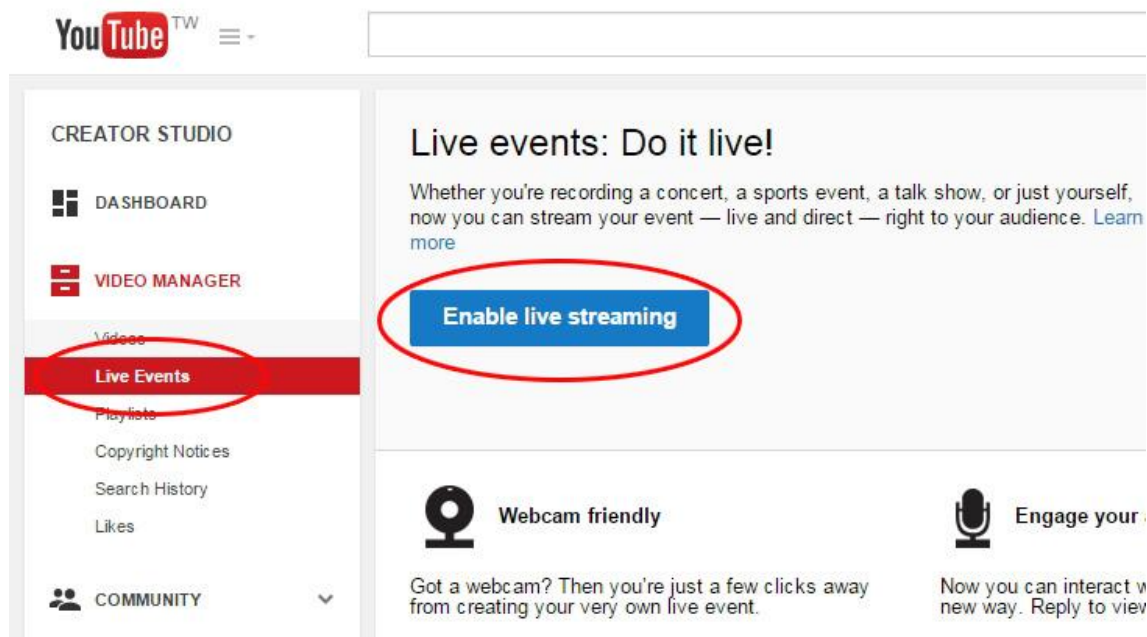 YouTube TW
CREATOR STUDIO
DASHBOARD
VIDEO MANAGER
Videos
Live Events
Playlists
Copyright Notices
Search History
Likes
COMMUNITY
Live events: Do it live!
Whether you're recording a concert, a sports event, a talk show, or just yourself,
now you can stream your event — live and direct — right to your audience. Learn
more
Enable live streaming
Webcam friendly
Got a webcam? Then you're just a few clicks away
from creating your very own live event.
Engage your
Now you can interact
new way. Reply to